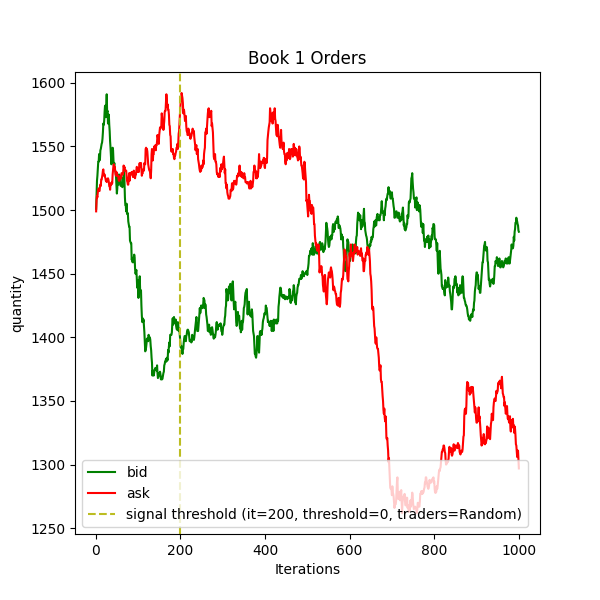 Book 1 Orders
quantity
1600
1550
1500
1450
1400
1350
1300
1250
bid
ask
signal threshold (it=200, threshold=0, traders=Random)
0 200 400 600 800 1000
Iterations